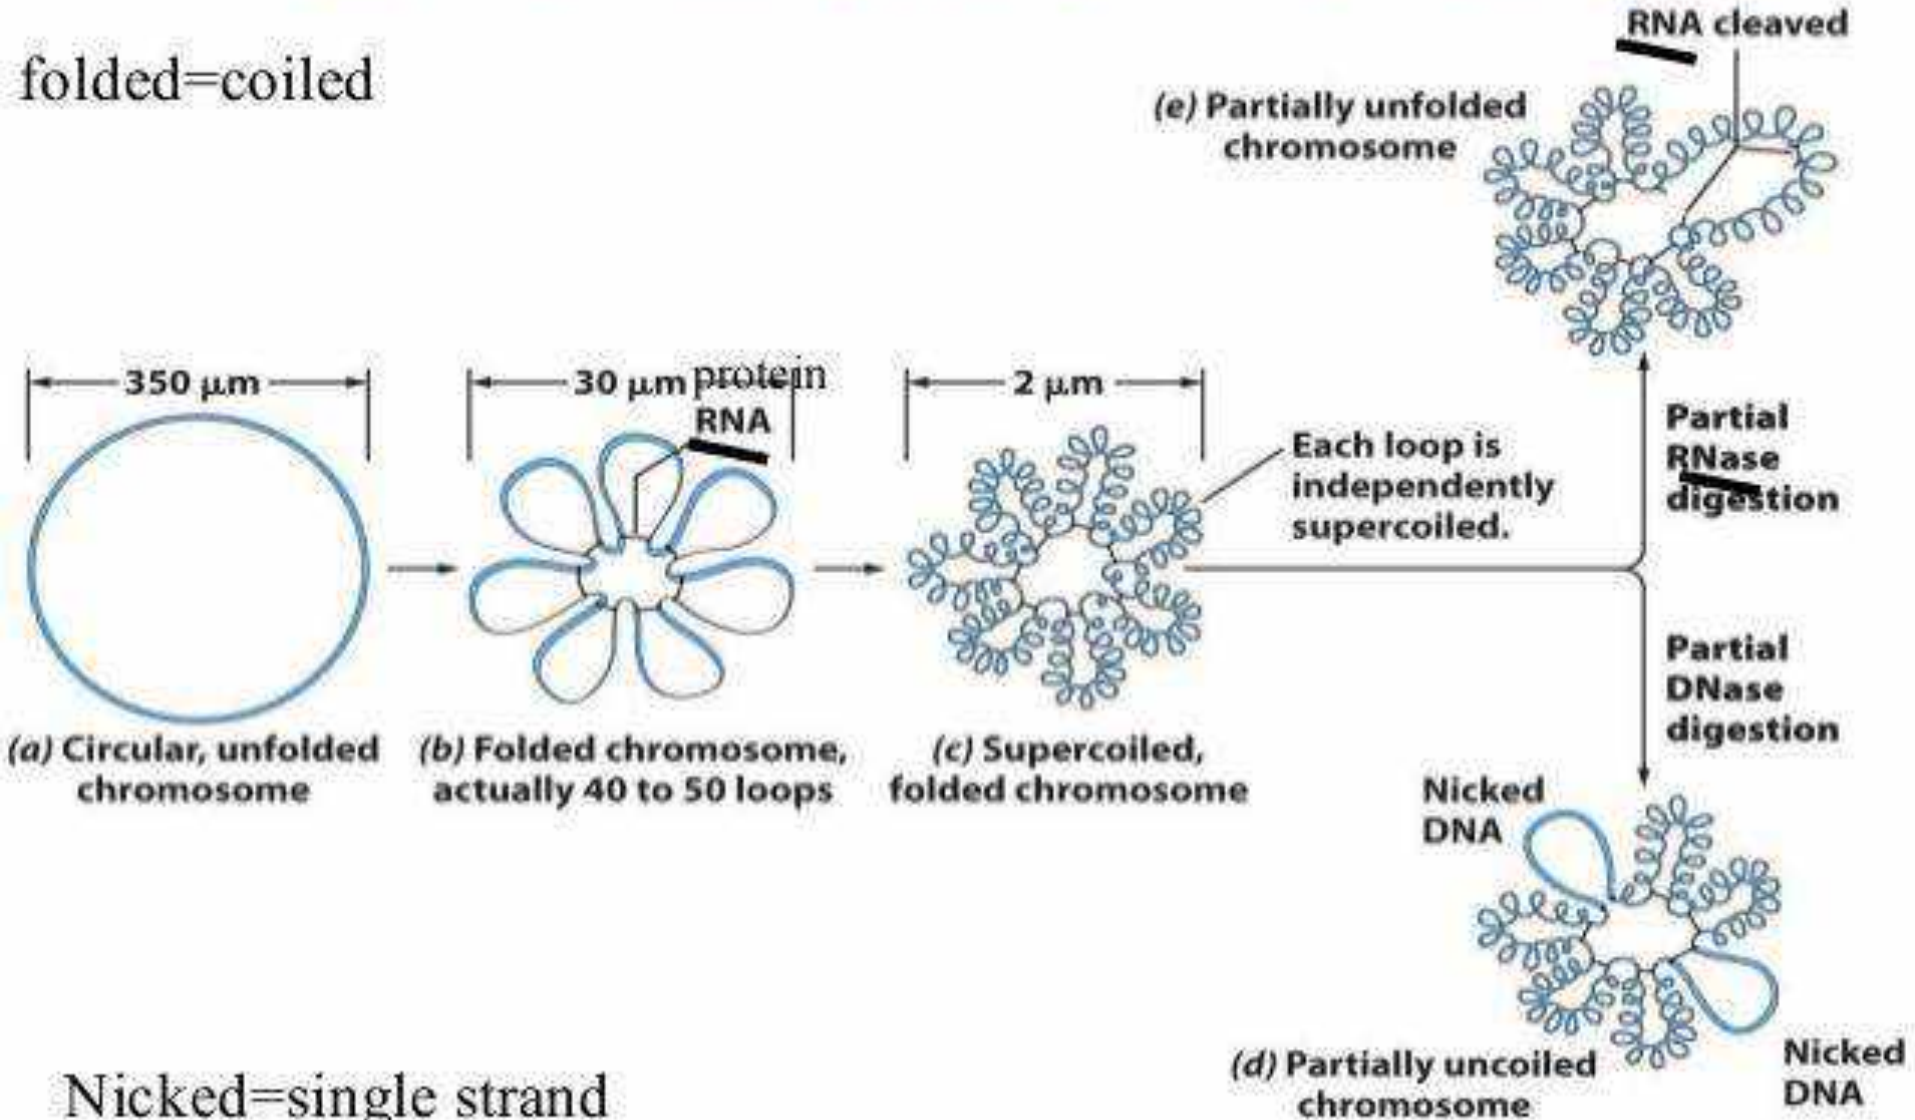 folded=coiled
RNA cleaved
(e) Partially unfolded
chromosome
350 μm
30 μm
protein
RNA
2 μm
Each loop is
independently
supercoiled.
Partial
RNase
digestion
(a) Circular, unfolded
chromosome
(b) Folded chromosome,
actually 40 to 50 loops
(c) Supercoiled,
folded chromosome
Partial
DNase
digestion
Nicked
DNA
(d) Partially uncoiled
chromosome
Nicked
DNA
Nicked=single strand